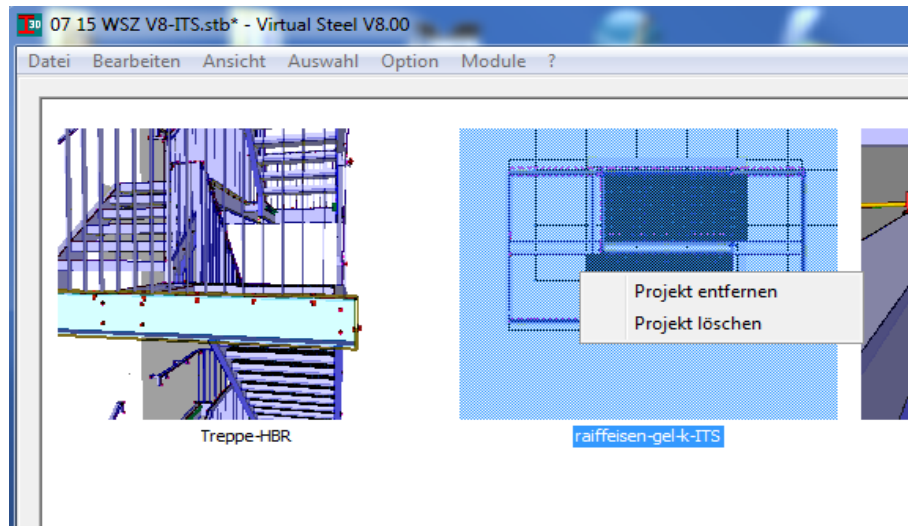 07 15 WSZ V8-ITS.stb* - Virtual Steel V8.00
Datei Bearbeiten Ansicht Auswahl Option Module ?
Projekt entfernen
Projekt löschen
Treppe-HBR raiffeisen-gel-k-ITS